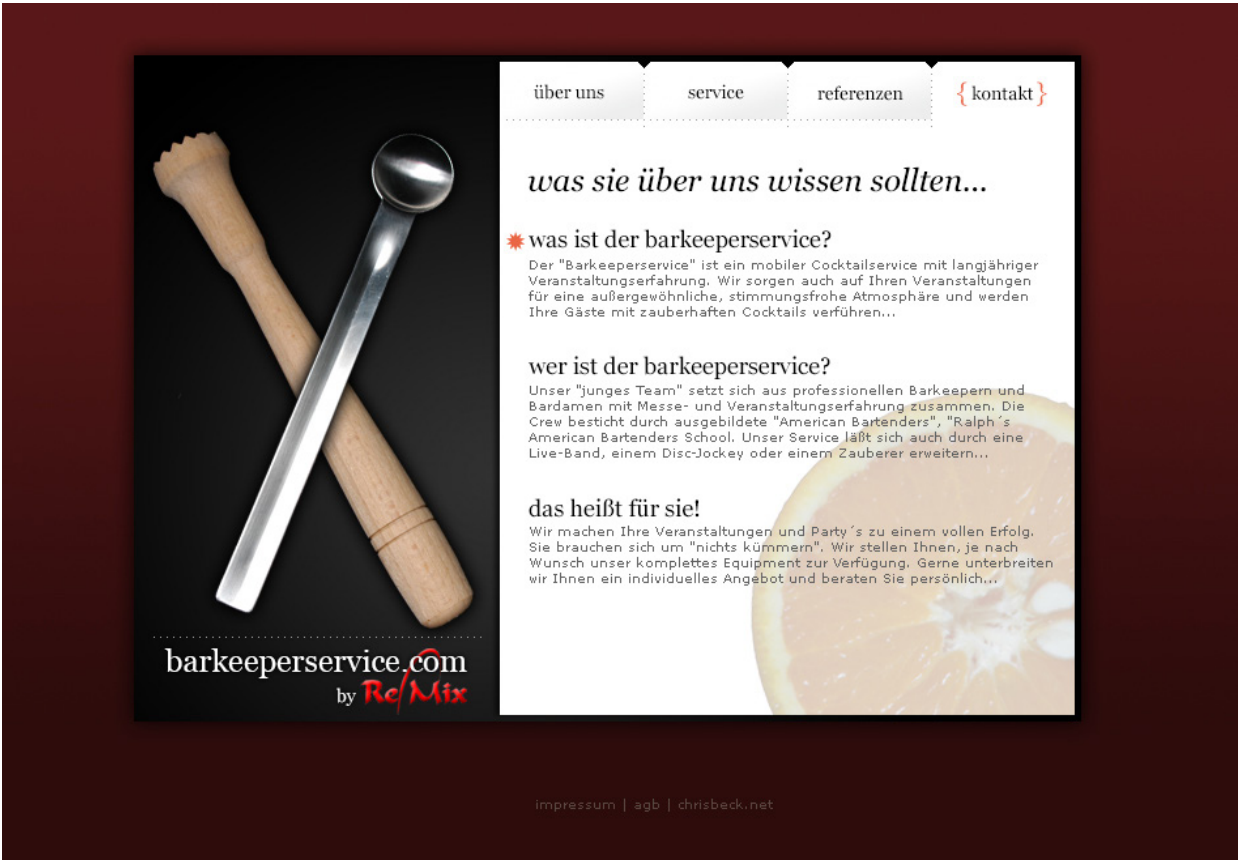 über uns
service
referenzen
{ kontakt }
was sie über uns wissen sollten...
was ist der barkeeperservice?
Der "Barkeeperservice" ist ein mobiler Cocktailservice mit langjähriger
Veranstaltungserfahrung. Wir sorgen auch auf Ihren Veranstaltungen
für eine außergewöhnliche, stimmungsfrohe Atmosphäre und werden
Ihre Gäste mit zauberhaften Cocktails verführen...
wer ist der barkeeperservice?
Unser "junges Team" setzt sich aus professionellen Barkeepern und
Bardamen mit Messe- und Veranstaltungserfahrung zusammen. Die
Crew besticht durch ausgebildete "American Bartenders", "Ralph´s
American Bartenders School. Unser Service läßt sich auch durch eine
Live-Band, einem Disc-Jockey oder einem Zauberer erweitern...
das heißt für sie!
Wir machen Ihre Veranstaltungen und Party´s zu einem vollen Erfolg.
Sie brauchen sich um "nichts kümmern". Wir stellen Ihnen, je nach
Wunsch unser komplettes Equipment zur Verfügung. Gerne unterbreiten
wir Ihnen ein individuelles Angebot und beraten Sie persönlich...
barkeeperservice.com
by Re/Mix
impressum | agb | chrisbeck.net